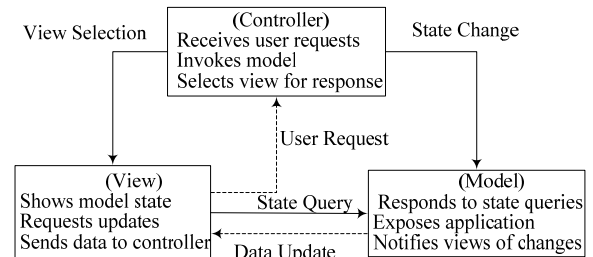 View Selection
(Controller)
Receives user requests
Invokes model
Selects view for response
State Change
User Request
(View)
Shows model state
Requests updates
Sends data to controller
State Query
Data Update
(Model)
Responds to state queries
Exposes application
Notifies views of changes